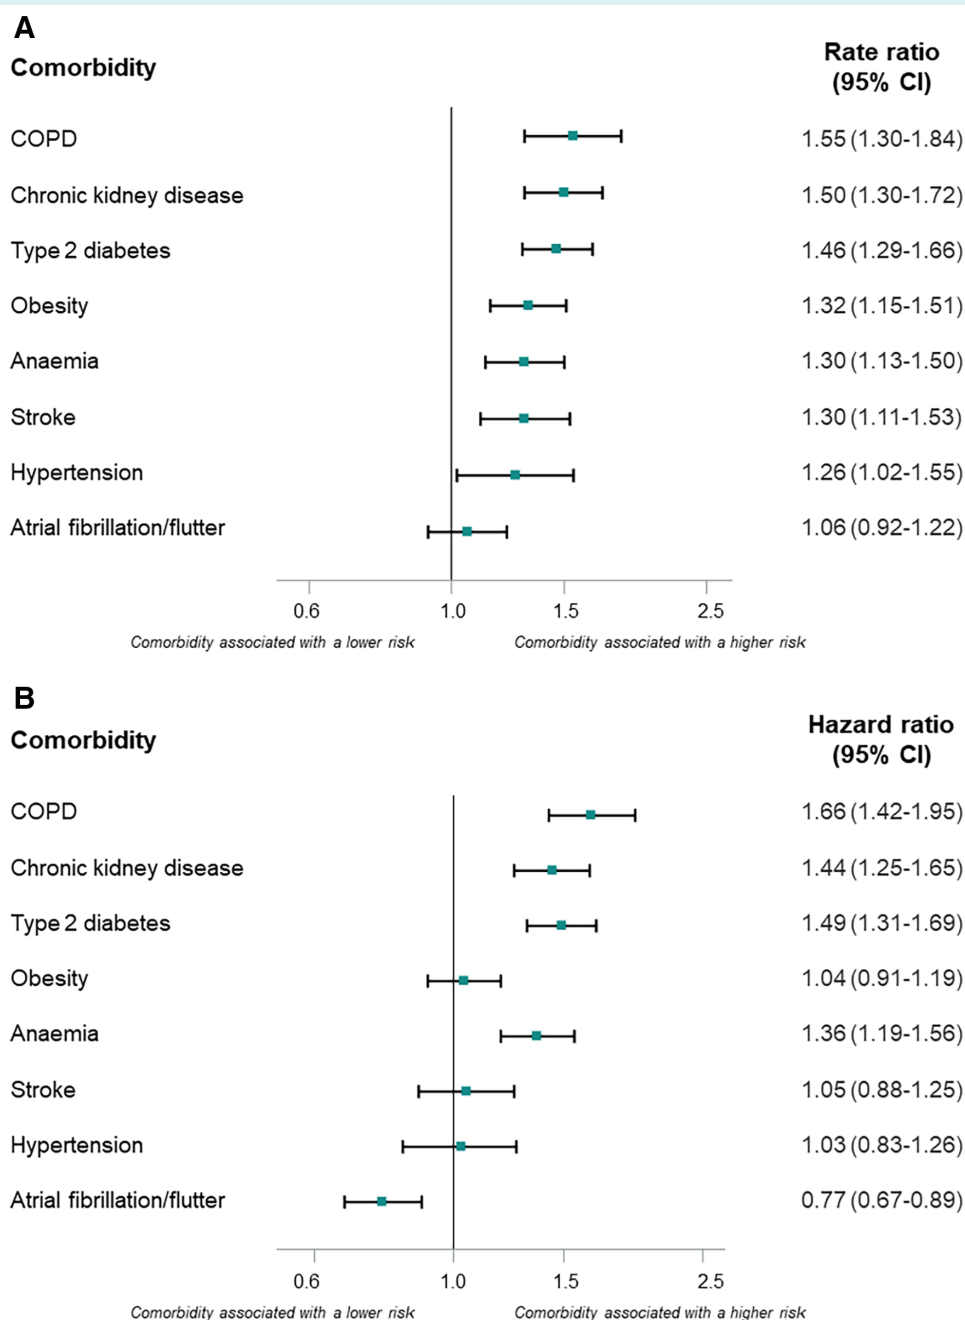 A
Comorbidity
Rate ratio
(95% CI)
COPD 1.55 (1.30-1.84)
Chronic kidney disease 1.50 (1.30-1.72)
Type 2 diabetes 1.46 (1.29-1.66)
Obesity 1.32 (1.15-1.51)
Anaemia 1.30 (1.13-1.50)
Stroke 1.30 (1.11-1.53)
Hypertension 1.26 (1.02-1.55)
Atrial fibrillation/flutter 1.06 (0.92-1.22)
0.6 1.0 1.5 2.5
Comorbidity associated with a lower risk Comorbidity associated with a higher risk
B
Comorbidity
Hazard ratio
(95% CI)
COPD 1.66 (1.42-1.95)
Chronic kidney disease 1.44 (1.25-1.65)
Type 2 diabetes 1.49 (1.31-1.69)
Obesity 1.04 (0.91-1.19)
Anaemia 1.36 (1.19-1.56)
Stroke 1.05 (0.88-1.25)
Hypertension 1.03 (0.83-1.26)
Atrial fibrillation/flutter 0.77 (0.67-0.89)
0.6 1.0 1.5 2.5
Comorbidity associated with a lower risk Comorbidity associated with a higher risk